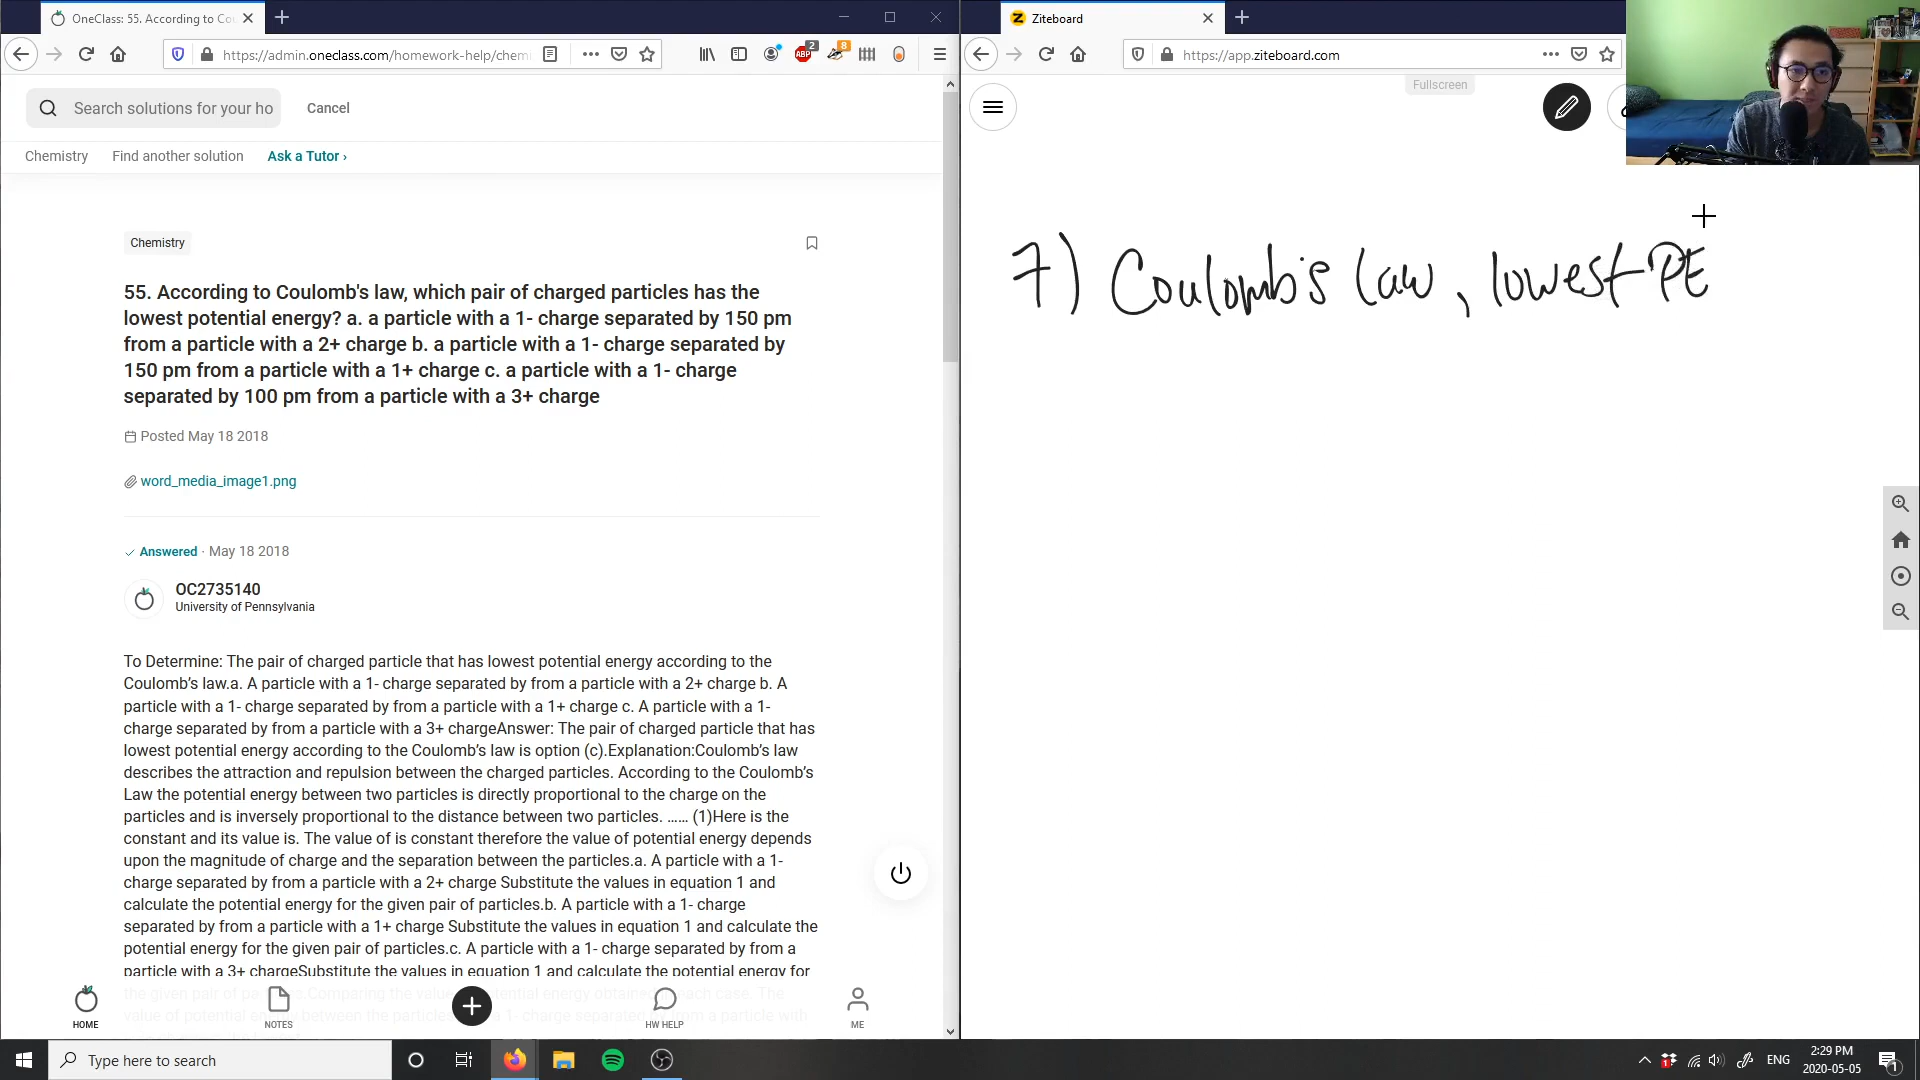 OneClass: 55. According to Cou
Ziteboard
https://admin.oneclass.com/homework-help/chemi
2
8
https://app.ziteboard.com
Fullscreen
Search solutions for your ho
Cancel
Chemistry
Find another solution
Ask a Tutor ›
Chemistry
55. According to Coulomb's law, which pair of charged particles has the
lowest potential energy? a. a particle with a 1- charge separated by 150 pm
from a particle with a 2+ charge b. a particle with a 1- charge separated by
150 pm from a particle with a 1+ charge c. a particle with a 1- charge
separated by 100 pm from a particle with a 3+ charge
Posted May 18 2018
word_media_image1.png
Answered · May 18 2018
OC2735140
University of Pennsylvania
To Determine: The pair of charged particle that has lowest potential energy according to the
Coulomb’s law.a. A particle with a 1- charge separated by from a particle with a 2+ charge b. A
particle with a 1- charge separated by from a particle with a 1+ charge c. A particle with a 1-
charge separated by from a particle with a 3+ chargeAnswer: The pair of charged particle that has
lowest potential energy according to the Coulomb’s law is option (c).Explanation:Coulomb’s law
describes the attraction and repulsion between the charged particles. According to the Coulomb’s
Law the potential energy between two particles is directly proportional to the charge on the
particles and is inversely proportional to the distance between two particles. …… (1)Here is the
constant and its value is. The value of is constant therefore the value of potential energy depends
upon the magnitude of charge and the separation between the particles.a. A particle with a 1-
charge separated by from a particle with a 2+ charge Substitute the values in equation 1 and
calculate the potential energy for the given pair of particles.b. A particle with a 1- charge
separated by from a particle with a 1+ charge Substitute the values in equation 1 and calculate the
potential energy for the given pair of particles.c. A particle with a 1- charge separated by from a
particle with a 3+ chargeSubstitute the values in equation 1 and calculate the potential energy for
HOME
NOTES
HW HELP
ME
7) Coulomb's law, lowest PE
Type here to search
ENG
2:29 PM
2020-05-05
1